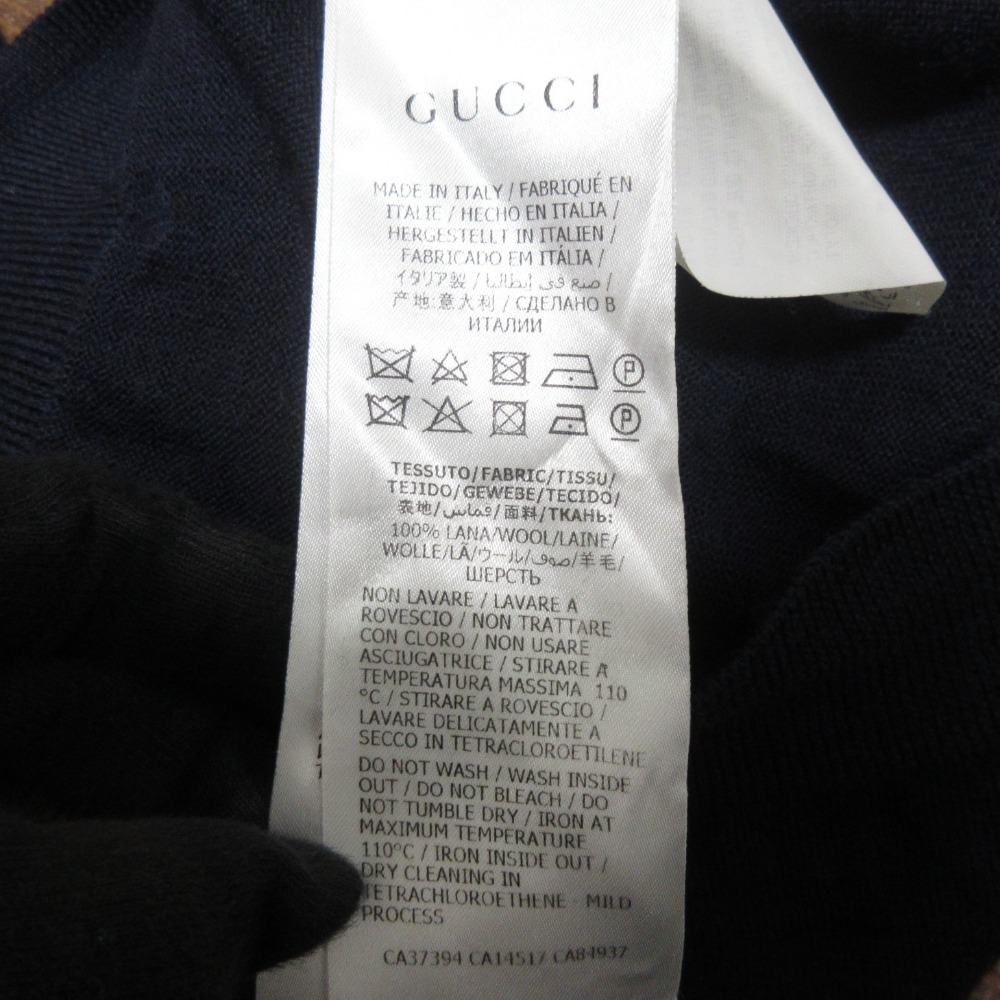 GUCCI
MADE IN ITALY / FABRIQUÉ EN
ITALIE / HECHO EN ITALIA /
HERGESTELLT IN ITALIEN /
FABRICADO EM ITÁLIA /
イタリア製 / صنع في إيطاليا /
产地:意大利 / СДЕЛАНО В
ИТАЛИИ
P
P
TESSUTO/FABRIC/TISSU/
TEJIDO/GEWEBE/TECIDO/
表地/قماس/面料/ТКАНЬ:
100% LANA/WOOL/LAINE/
WOLLE/LÃ/ウール/صوف/羊毛/
ШЕРСТЬ
NON LAVARE / LAVARE A
ROVESCIO / NON TRATTARE
CON CLORO / NON USARE
ASCIUGATRICE / STIRARE A
TEMPERATURA MASSIMA 110
°C / STIRARE A ROVESCIO /
LAVARE DELICATAMENTE A
SECCO IN TETRACLOROETILENE
DO NOT WASH / WASH INSIDE
OUT / DO NOT BLEACH / DO
NOT TUMBLE DRY / IRON AT
MAXIMUM TEMPERATURE
110°C / IRON INSIDE OUT /
DRY CLEANING IN
TETRACHLOROETHENE - MILD
PROCESS
CA37394 CA14517 CA84937